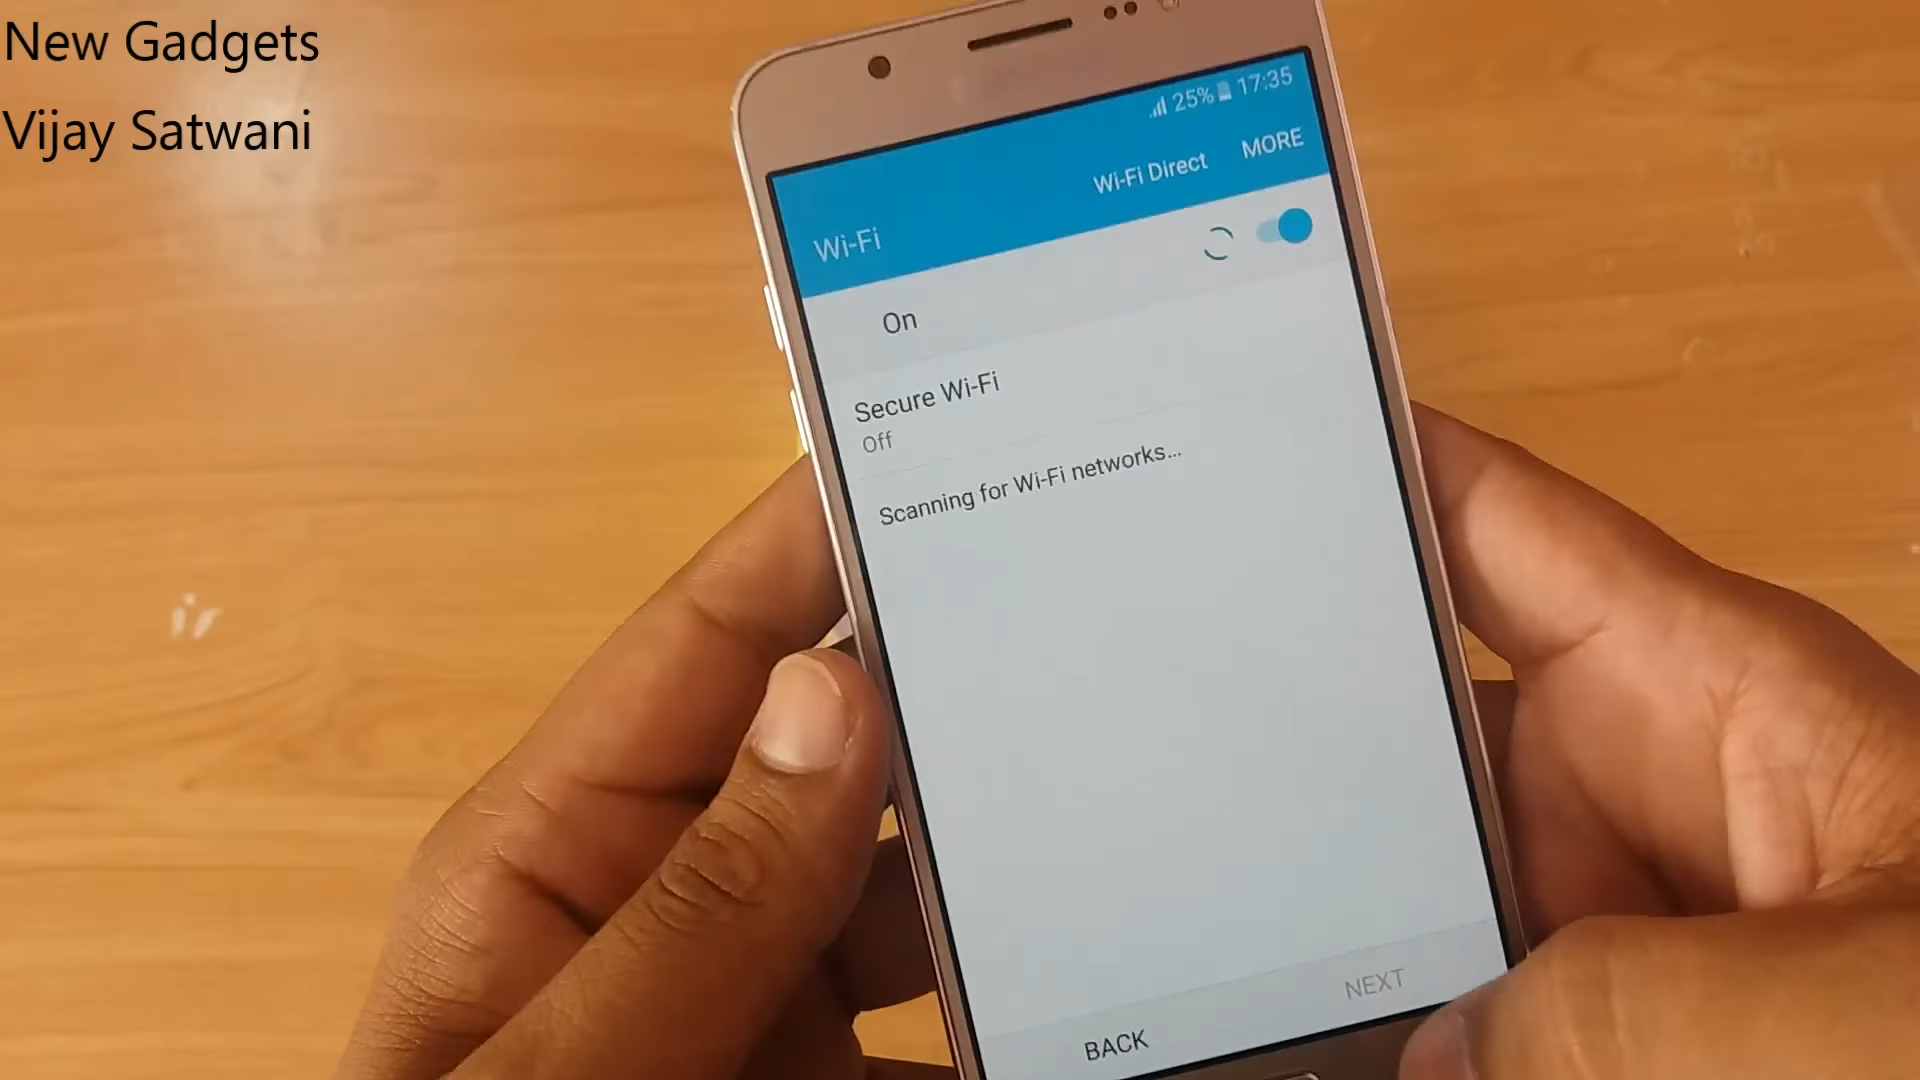 New Gadgets
Vijay Satwani
25% 17:35
Wi-Fi Direct MORE
Wi-Fi
On
Secure Wi-Fi
Off
Scanning for Wi-Fi networks...
BACK NEXT